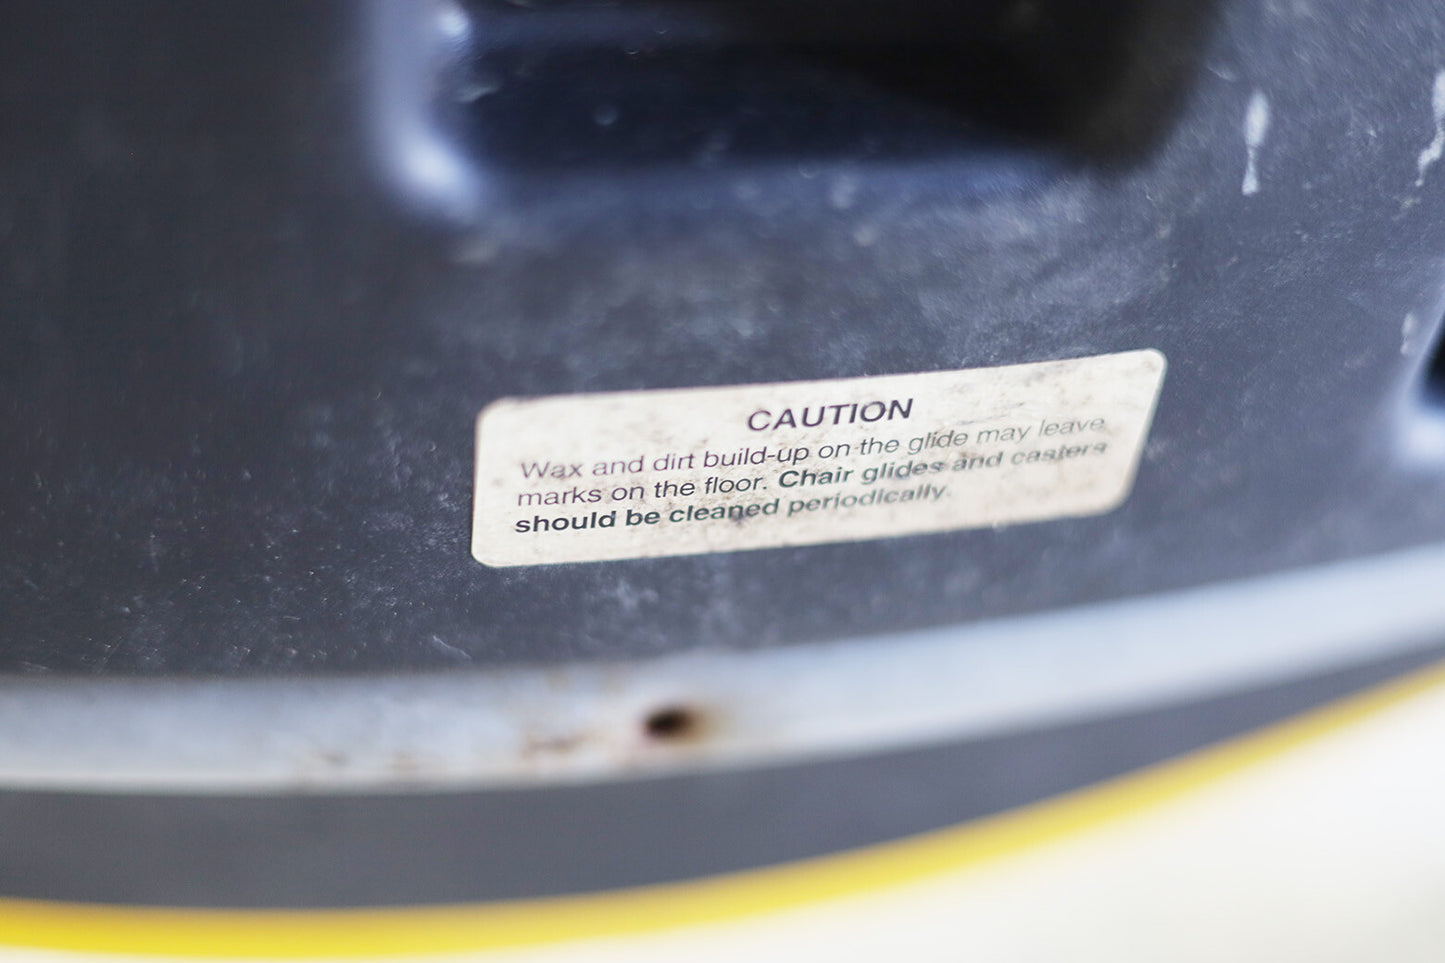 CAUTION
Wax and dirt build-up on the glide may leave
marks on the floor. Chair glides and casters
should be cleaned periodically.